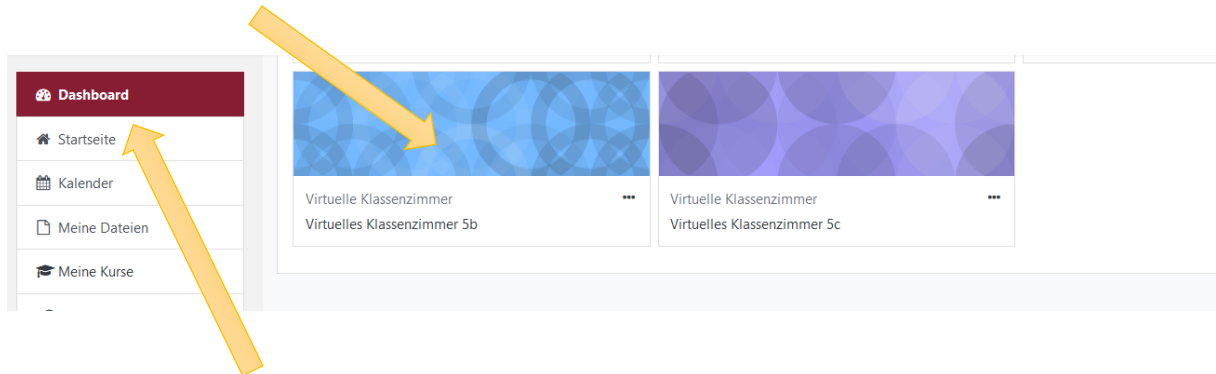 Dashboard
Startseite
Kalender
Meine Dateien
Meine Kurse
Virtuelle Klassenzimmer
Virtuelles Klassenzimmer 5b
Virtuelle Klassenzimmer
Virtuelles Klassenzimmer 5c